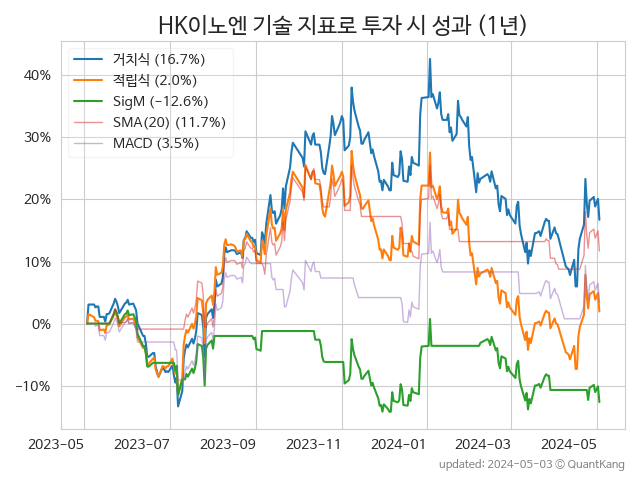 HK이노엔 기술 지표로 투자 시 성과 (1년)
거치식 (16.7%)
적립식 (2.0%)
SigM (−12.6%)
SMA(20) (11.7%)
MACD (3.5%)
40%
30%
20%
10%
0%
−10%
2023-05 2023-07 2023-09 2023-11 2024-01 2024-03 2024-05
updated: 2024-05-03 © QuantKang